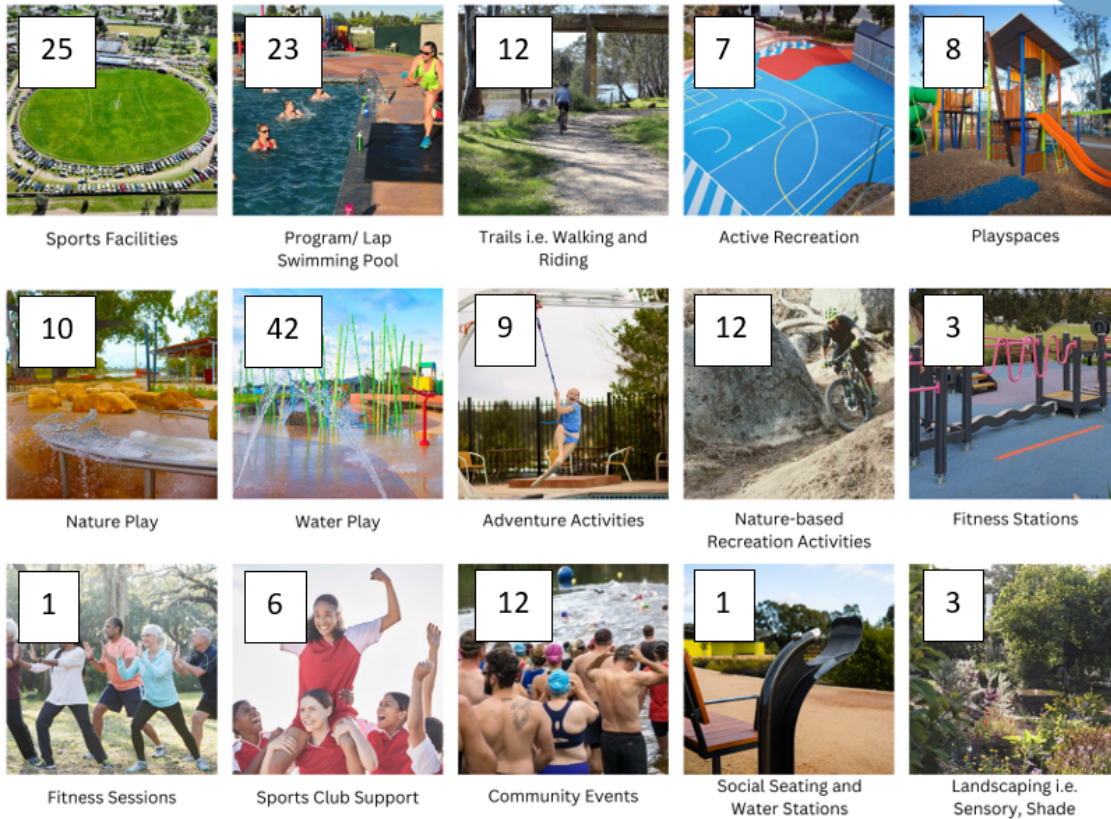 25
23
12
7
8
Sports Facilities
Program/ Lap
Swimming Pool
Trails i.e. Walking and
Riding
Active Recreation
Playspaces
10
42
9
12
3
Nature Play
Water Play
Adventure Activities
Nature-based
Recreation Activities
Fitness Stations
1
6
12
1
3
Fitness Sessions
Sports Club Support
Community Events
Social Seating and
Water Stations
Landscaping i.e.
Sensory, Shade